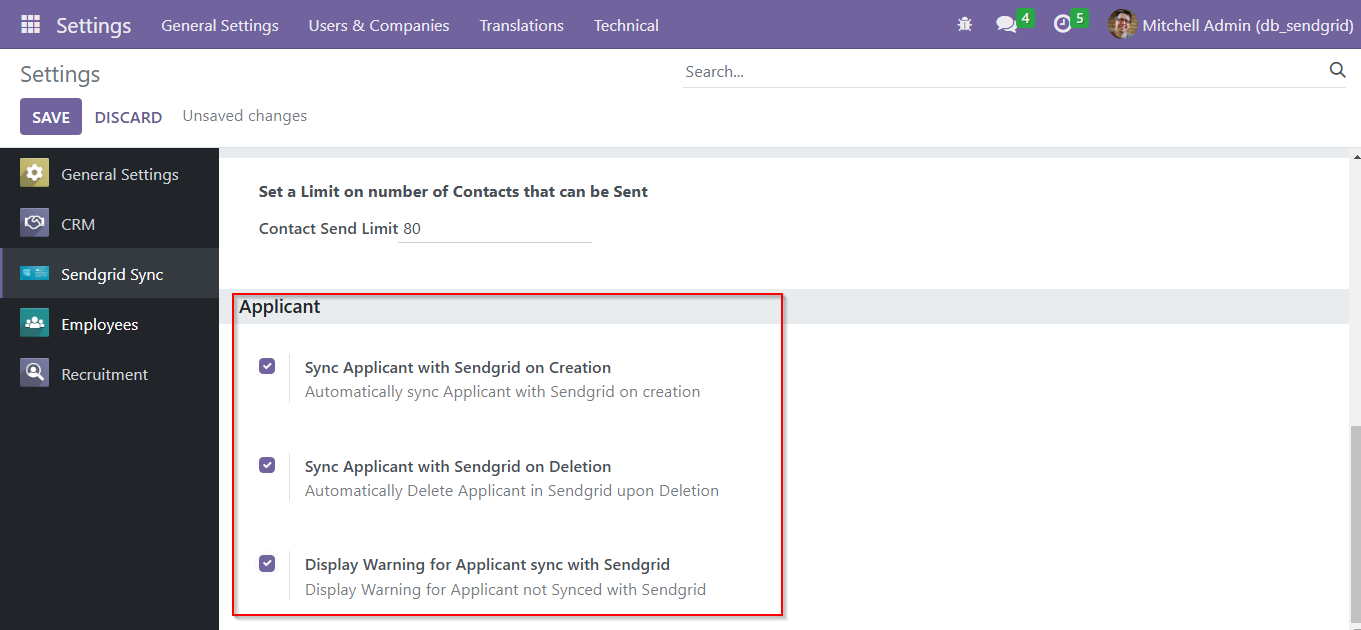 Settings General Settings Users & Companies Translations Technical 4 5 Mitchell Admin (db_sendgrid)
Settings Search...
SAVE DISCARD Unsaved changes
General Settings
CRM
Sendgrid Sync
Employees
Recruitment
Set a Limit on number of Contacts that can be Sent
Contact Send Limit 80
Applicant
Sync Applicant with Sendgrid on Creation
Automatically sync Applicant with Sendgrid on creation
Sync Applicant with Sendgrid on Deletion
Automatically Delete Applicant in Sendgrid upon Deletion
Display Warning for Applicant sync with Sendgrid
Display Warning for Applicant not Synced with Sendgrid